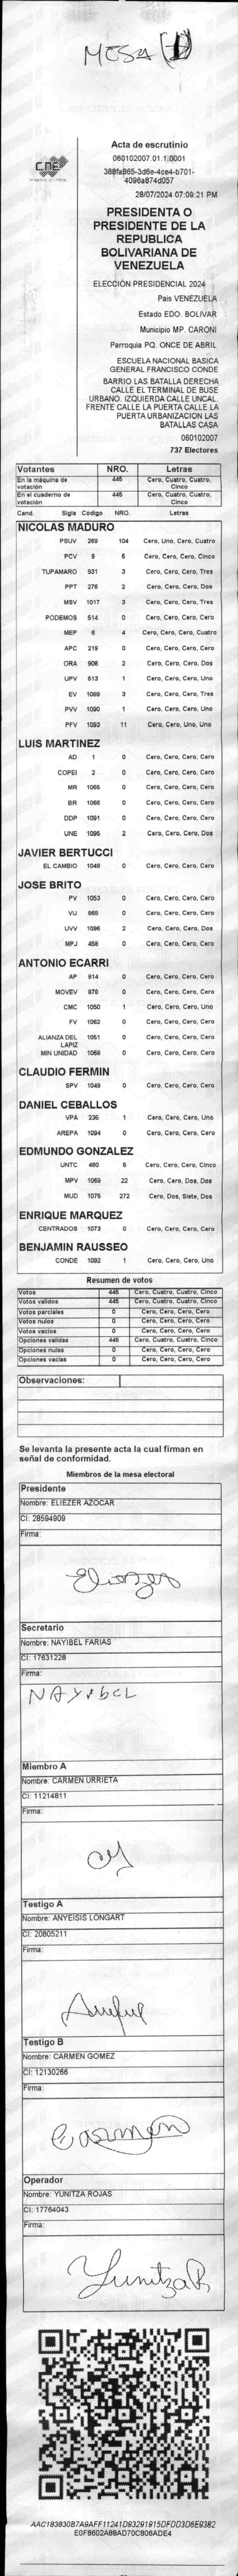 MESA 1
CNE
Acta de escrutinio
060102007.01.1.0001
388fa865-3d6e-4ce4-b701-
4096a874d057
28/07/2024 07:09:21 PM
PRESIDENTA O
PRESIDENTE DE LA
REPUBLICA
BOLIVARIANA DE
VENEZUELA
ELECCIÓN PRESIDENCIAL 2024
Pais VENEZUELA
Estado EDO. BOLIVAR
Municipio MP. CARONI
Parroquia PQ. ONCE DE ABRIL
ESCUELA NACIONAL BASICA
GENERAL FRANCISCO CONDE
BARRIO LAS BATALLA DERECHA
CALLE EL TERMINAL DE BUSE
URBANO. IZQUIERDA CALLE UNCAL.
FRENTE CALLE LA PUERTA CALLE LA
PUERTA URBANIZACION LAS
BATALLAS CASA
060102007
737 Electores
Votantes NRO. Letras
En la máquina de votación 445 Cero, Cuatro, Cuatro, Cinco
En el cuaderno de votación 445 Cero, Cuatro, Cuatro, Cinco
Cand. Sigla Código NRO. Letras
NICOLAS MADURO
PSUV 269 104 Cero, Uno, Cero, Cuatro
PCV 9 5 Cero, Cero, Cero, Cinco
TUPAMARO 931 3 Cero, Cero, Cero, Tres
PPT 276 2 Cero, Cero, Cero, Dos
MSV 1017 3 Cero, Cero, Cero, Tres
PODEMOS 514 0 Cero, Cero, Cero, Cero
MEP 6 4 Cero, Cero, Cero, Cuatro
APC 219 0 Cero, Cero, Cero, Cero
ORA 906 2 Cero, Cero, Cero, Dos
UPV 513 1 Cero, Cero, Cero, Uno
EV 1089 3 Cero, Cero, Cero, Tres
PVV 1090 1 Cero, Cero, Cero, Uno
PFV 1093 11 Cero, Cero, Uno, Uno
LUIS MARTINEZ
AD 1 0 Cero, Cero, Cero, Cero
COPEI 2 0 Cero, Cero, Cero, Cero
MR 1065 0 Cero, Cero, Cero, Cero
BR 1066 0 Cero, Cero, Cero, Cero
DDP 1091 0 Cero, Cero, Cero, Cero
UNE 1095 2 Cero, Cero, Cero, Dos
JAVIER BERTUCCI
EL CAMBIO 1048 0 Cero, Cero, Cero, Cero
JOSE BRITO
PV 1053 0 Cero, Cero, Cero, Cero
VU 868 0 Cero, Cero, Cero, Cero
UVV 1096 2 Cero, Cero, Cero, Dos
MPJ 458 0 Cero, Cero, Cero, Cero
ANTONIO ECARRI
AP 814 0 Cero, Cero, Cero, Cero
MOVEV 870 0 Cero, Cero, Cero, Cero
CMC 1050 1 Cero, Cero, Cero, Uno
FV 1062 0 Cero, Cero, Cero, Cero
ALIANZA DEL LAPIZ 1051 0 Cero, Cero, Cero, Cero
MIN UNIDAD 1068 0 Cero, Cero, Cero, Cero
CLAUDIO FERMIN
SPV 1049 0 Cero, Cero, Cero, Cero
DANIEL CEBALLOS
VPA 236 1 Cero, Cero, Cero, Uno
AREPA 1094 0 Cero, Cero, Cero, Cero
EDMUNDO GONZALEZ
UNTC 460 5 Cero, Cero, Cero, Cinco
MPV 1069 22 Cero, Cero, Dos, Dos
MUD 1075 272 Cero, Dos, Siete, Dos
ENRIQUE MARQUEZ
CENTRADOS 1073 0 Cero, Cero, Cero, Cero
BENJAMIN RAUSSEO
CONDE 1092 1 Cero, Cero, Cero, Uno
Resumen de votos
Votos 445 Cero, Cuatro, Cuatro, Cinco
Votos validos 445 Cero, Cuatro, Cuatro, Cinco
Votos parciales 0 Cero, Cero, Cero, Cero
Votos nulos 0 Cero, Cero, Cero, Cero
Votos vacios 0 Cero, Cero, Cero, Cero
Opciones validas 445 Cero, Cuatro, Cuatro, Cinco
Opciones nulas 0 Cero, Cero, Cero, Cero
Opciones vacias 0 Cero, Cero, Cero, Cero
Observaciones:
Se levanta la presente acta la cual firman en
señal de conformidad.
Miembros de la mesa electoral
Presidente
Nombre: ELIEZER AZOCAR
CI: 28594909
Firma:
Eliezer
Secretario
Nombre: NAYIBEL FARIAS
CI: 17631228
Firma:
NAYibeL
Miembro A
Nombre: CARMEN URRIETA
CI: 11214811
Firma:
Testigo A
Nombre: ANYEISIS LONGART
CI: 20805211
Firma:
Testigo B
Nombre: CARMEN GOMEZ
CI: 12130266
Firma:
Carmen
Operador
Nombre: YUNITZA ROJAS
CI: 17764043
Firma:
Yunitza R
AAC183830B7A9AFF11241D93291915DFDD3D6E9382
E0F8602A88AD70C806ADE4